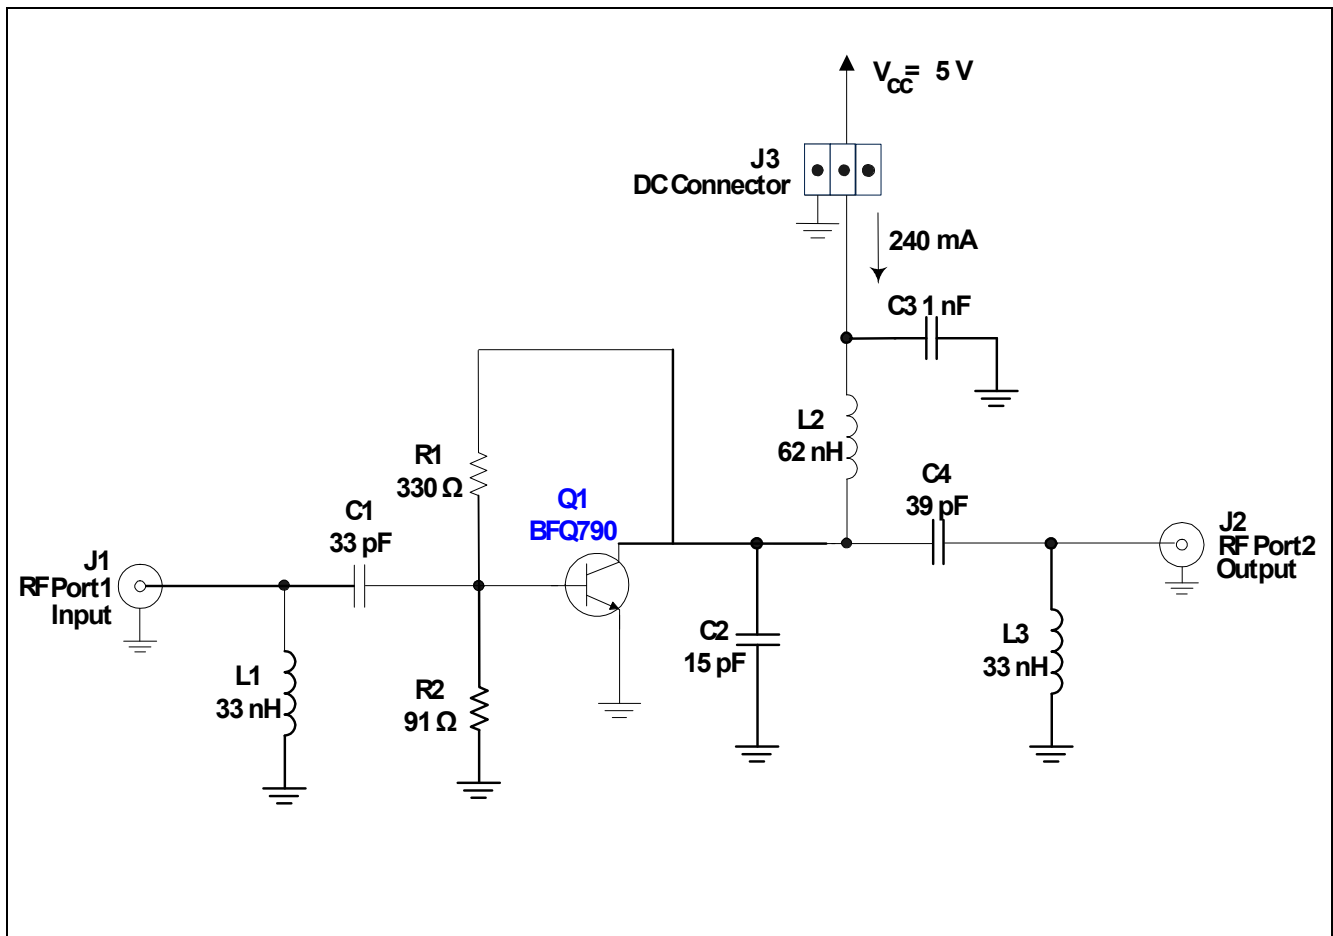 V_CC = 5 V
J3
DC Connector
240 mA
C3 1 nF
L2
62 nH
R1
330 Ω
C4
39 pF
Q1
BFQ790
C1
33 pF
J1
RF Port1
Input
J2
RF Port2
Output
C2
15 pF
L3
33 nH
L1
33 nH
R2
91 Ω